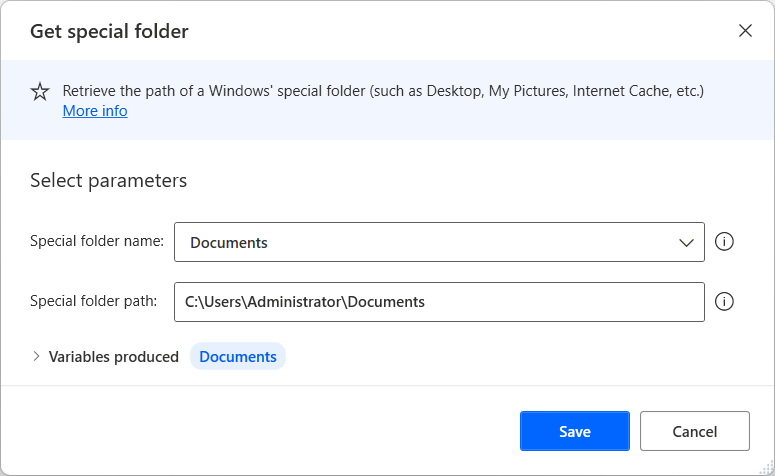 Get special folder
Retrieve the path of a Windows' special folder (such as Desktop, My Pictures, Internet Cache, etc.)
More info
Select parameters
Special folder name: Documents
Special folder path: C:\Users\Administrator\Documents
Variables produced Documents
Save Cancel